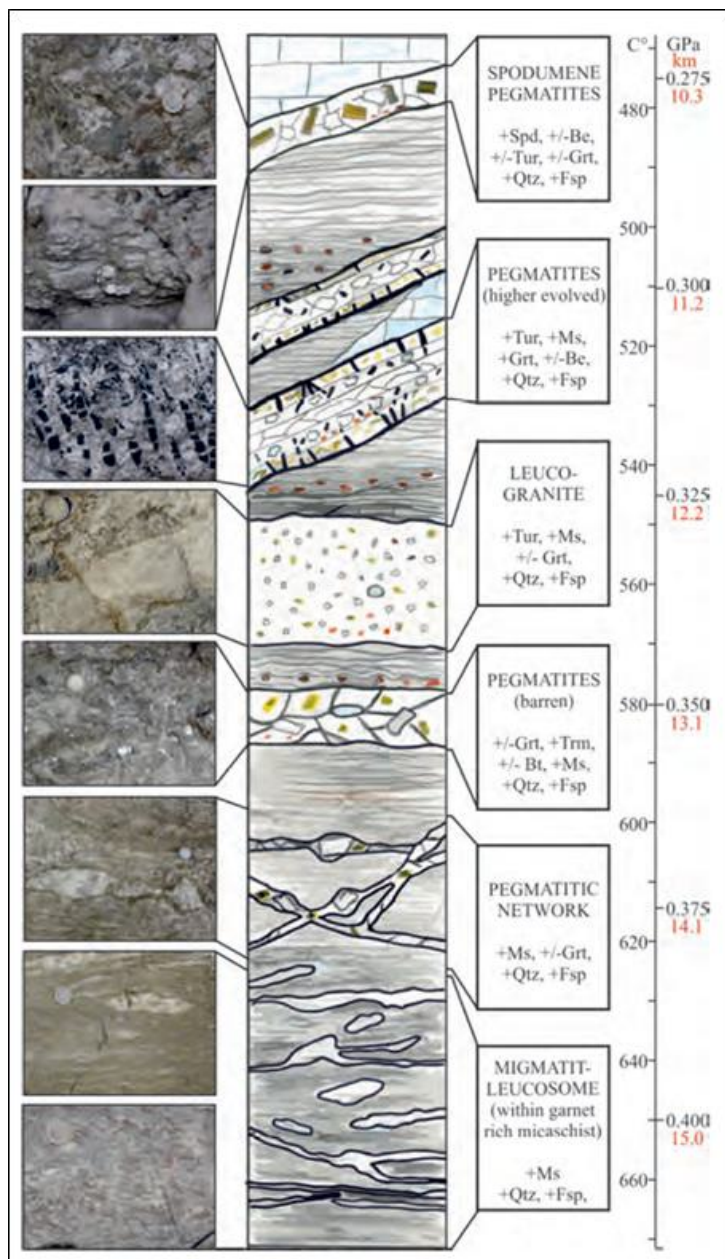 C°
GPa
km
0.275
10.3
480
500
0.300
11.2
520
540
0.325
12.2
560
580
0.350
13.1
600
0.375
14.1
620
640
0.400
15.0
660
SPODUMENE
PEGMATITES
+Spd, +/-Be,
+/-Tur, +/-Grt,
+Qtz, +Fsp
PEGMATITES
(higher evolved)
+Tur, +Ms,
+Grt, +/-Be,
+Qtz, +Fsp
LEUCO-
GRANITE
+Tur, +Ms,
+/- Grt,
+Qtz, +Fsp
PEGMATITES
(barren)
+/-Grt, +Trm,
+/- Bt, +Ms,
+Qtz, +Fsp
PEGMATITIC
NETWORK
+Ms, +/-Grt,
+Qtz, +Fsp
MIGMATIT-
LEUCOSOME
(within garnet
rich micaschist)
+Ms
+Qtz, +Fsp,